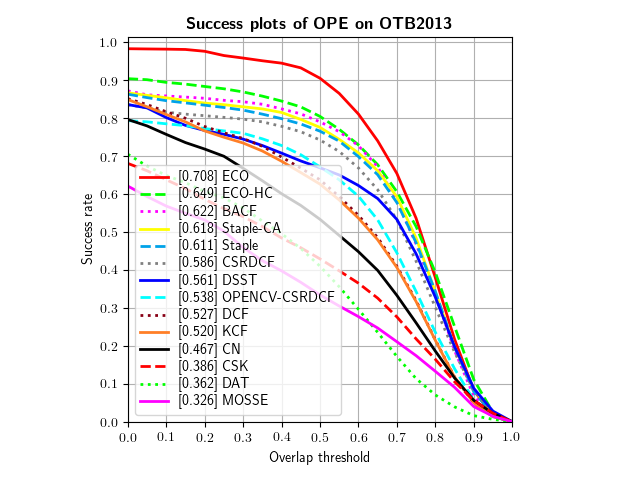 Success plots of OPE on OTB2013
1.0
0.9
0.8
0.7
0.6
0.5
0.4
0.3
0.2
0.1
0.0
Success rate
[0.708] ECO
[0.649] ECO-HC
[0.622] BACF
[0.618] Staple-CA
[0.611] Staple
[0.586] CSRDCF
[0.561] DSST
[0.538] OPENCV-CSRDCF
[0.527] DCF
[0.520] KCF
[0.467] CN
[0.386] CSK
[0.362] DAT
[0.326] MOSSE
0.0 0.1 0.2 0.3 0.4 0.5 0.6 0.7 0.8 0.9 1.0
Overlap threshold